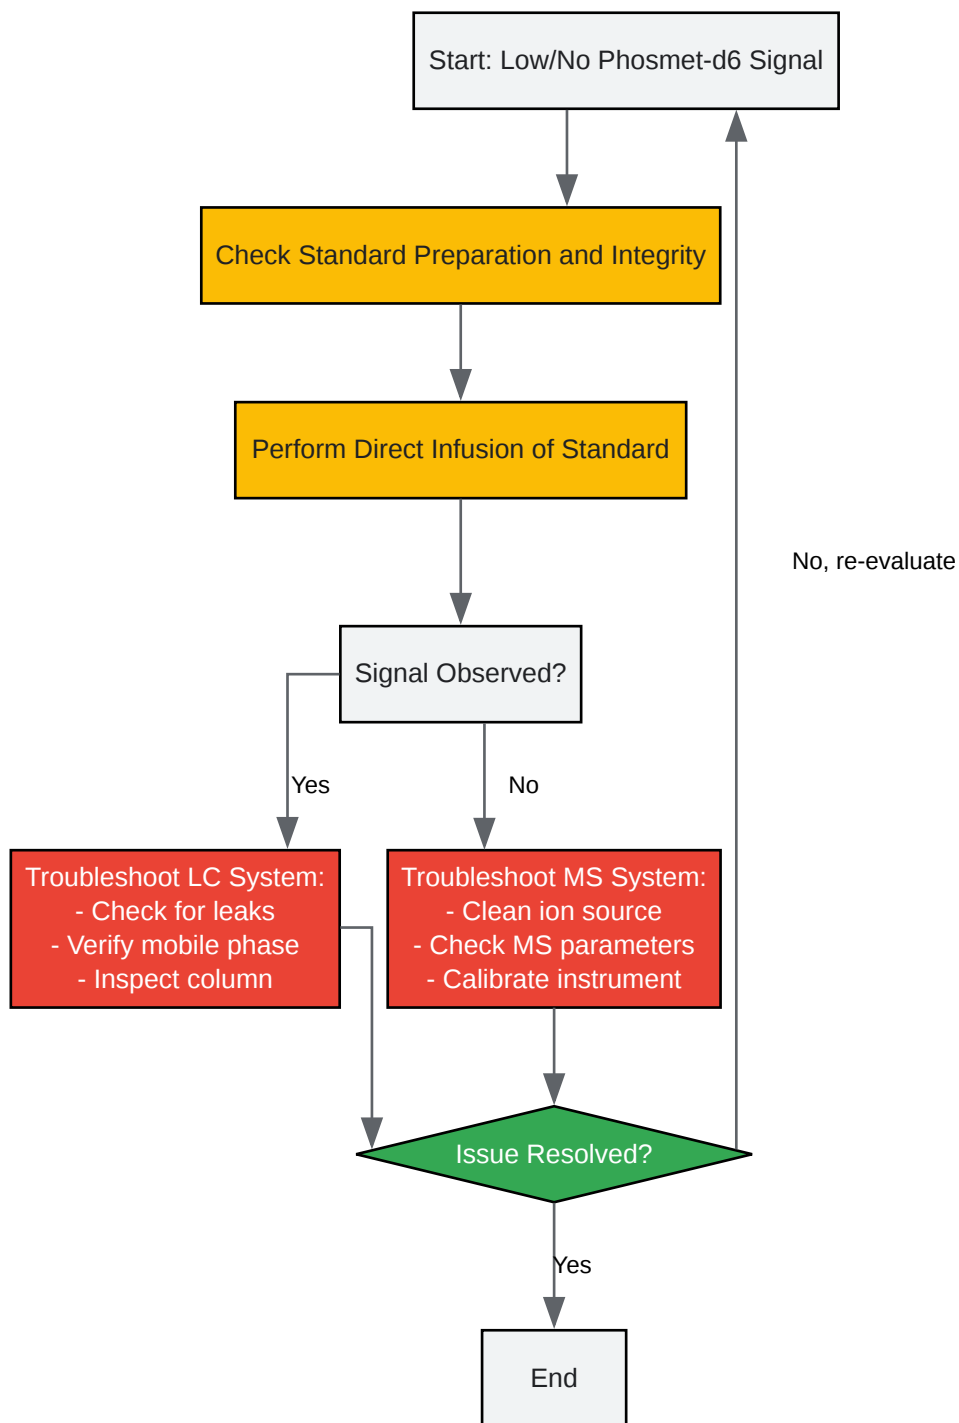 Start: Low/No Phosmet-d6 Signal
Check Standard Preparation and Integrity
Perform Direct Infusion of Standard
No, re-evaluate
Signal Observed?
Yes
No
Troubleshoot LC System:
- Check for leaks
- Verify mobile phase
- Inspect column
Troubleshoot MS System:
- Clean ion source
- Check MS parameters
- Calibrate instrument
Issue Resolved?
Yes
End